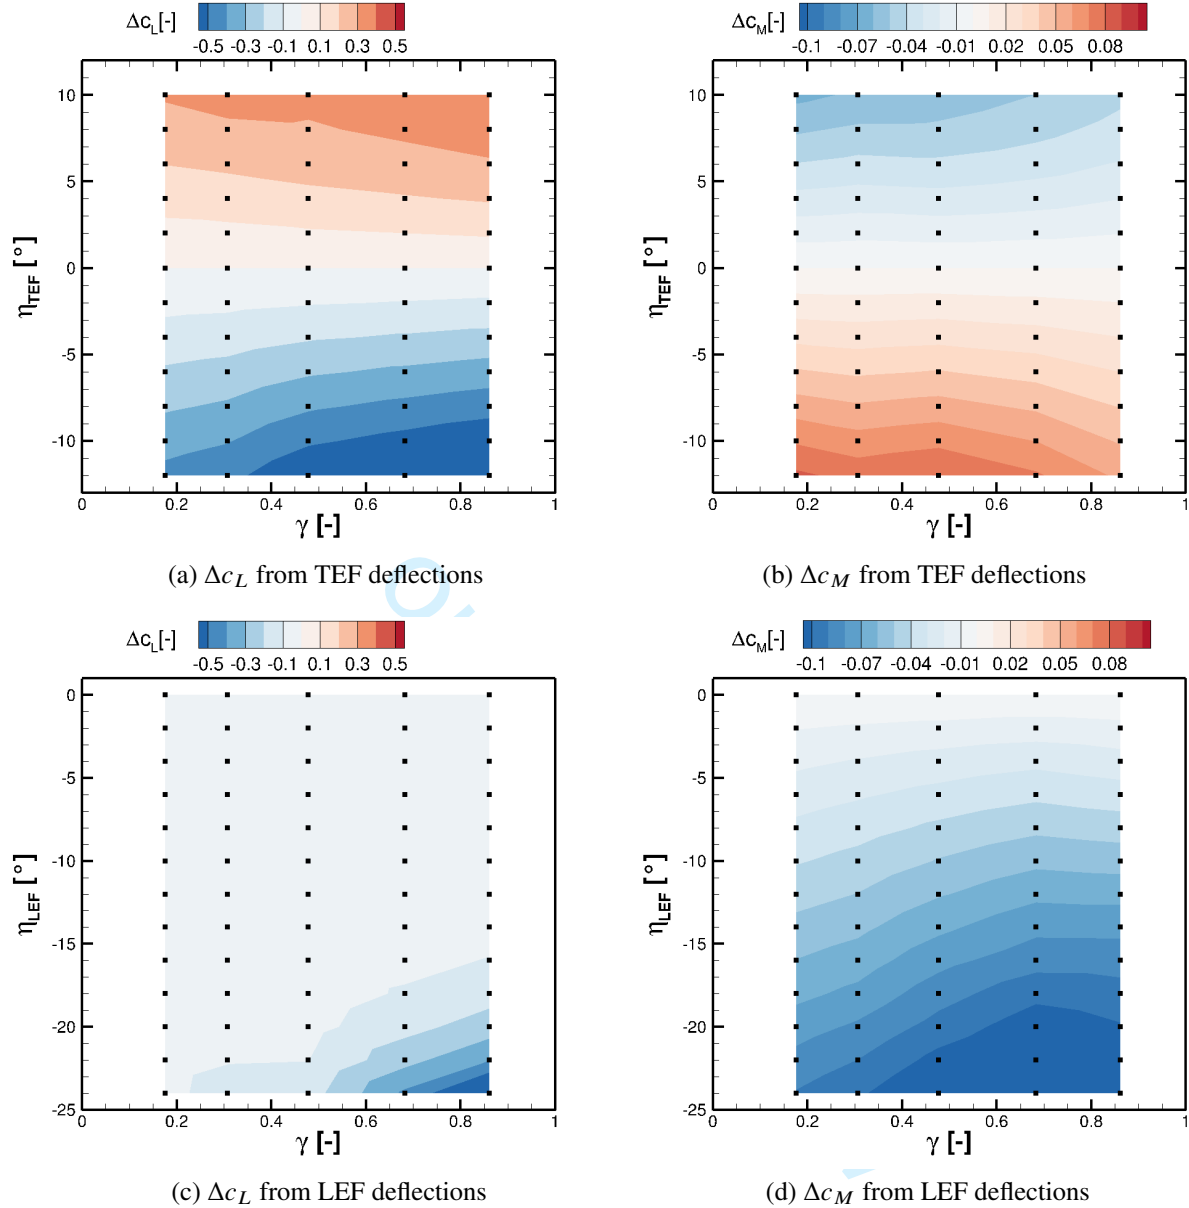 Δc_L[-]
-0.5 -0.3 -0.1 0.1 0.3 0.5
η_TEF [°]
10
5
0
-5
-10
0 0.2 0.4 0.6 0.8 1
γ [-]
(a) Δc_L from TEF deflections
Δc_M[-]
-0.1 -0.07 -0.04 -0.01 0.02 0.05 0.08
η_TEF [°]
10
5
0
-5
-10
0 0.2 0.4 0.6 0.8 1
γ [-]
(b) Δc_M from TEF deflections
Δc_L[-]
-0.5 -0.3 -0.1 0.1 0.3 0.5
η_LEF [°]
0
-5
-10
-15
-20
-25
0 0.2 0.4 0.6 0.8 1
γ [-]
(c) Δc_L from LEF deflections
Δc_M[-]
-0.1 -0.07 -0.04 -0.01 0.02 0.05 0.08
η_LEF [°]
0
-5
-10
-15
-20
-25
0 0.2 0.4 0.6 0.8 1
γ [-]
(d) Δc_M from LEF deflections